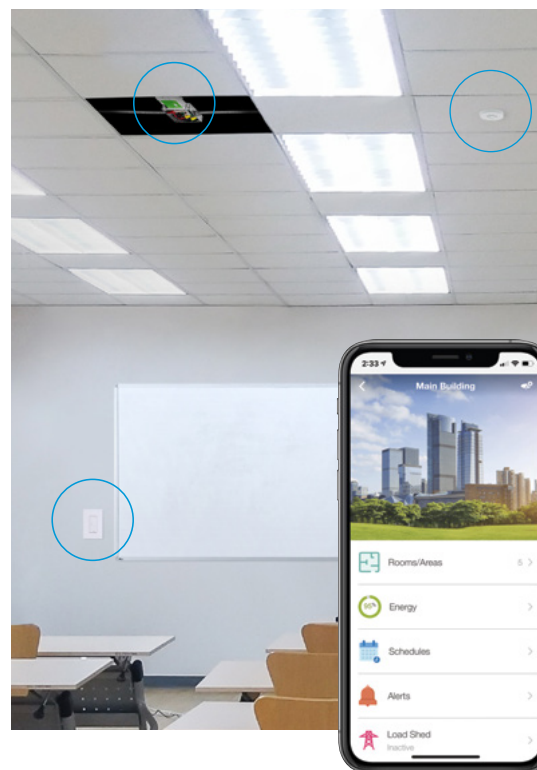 2:33
Main Building
Rooms/Areas 5
Energy
Schedules
Alerts
Load Shed
Inactive